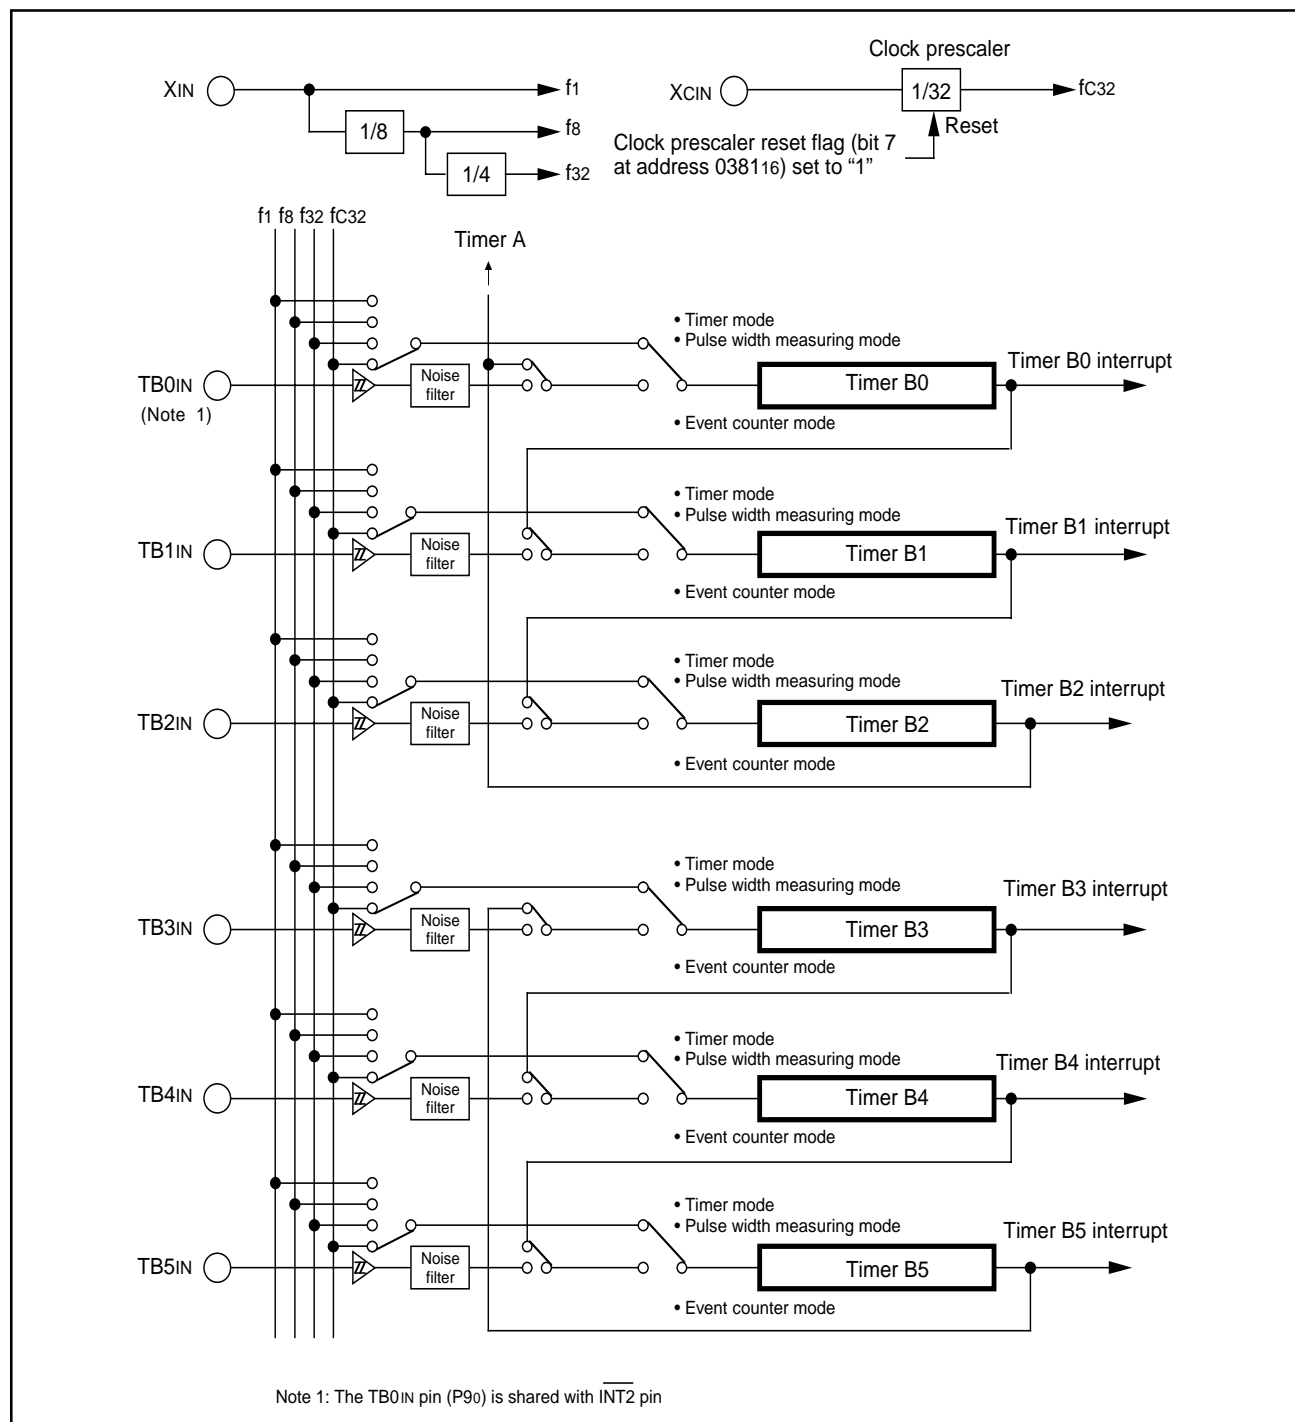 Clock prescaler
XIN
f1
XCIN
1/32
fC32
1/8
f8
Reset
Clock prescaler reset flag (bit 7
at address 038116) set to “1”
1/4
f32
f1 f8 f32 fC32
Timer A
• Timer mode
• Pulse width measuring mode
TB0IN
(Note 1)
Noise
filter
Timer B0
Timer B0 interrupt
• Event counter mode
• Timer mode
• Pulse width measuring mode
TB1IN
Noise
filter
Timer B1
Timer B1 interrupt
• Event counter mode
• Timer mode
• Pulse width measuring mode
TB2IN
Noise
filter
Timer B2
Timer B2 interrupt
• Event counter mode
• Timer mode
• Pulse width measuring mode
TB3IN
Noise
filter
Timer B3
Timer B3 interrupt
• Event counter mode
• Timer mode
• Pulse width measuring mode
TB4IN
Noise
filter
Timer B4
Timer B4 interrupt
• Event counter mode
• Timer mode
• Pulse width measuring mode
TB5IN
Noise
filter
Timer B5
Timer B5 interrupt
• Event counter mode
Note 1: The TB0IN pin (P90) is shared with INT2 pin